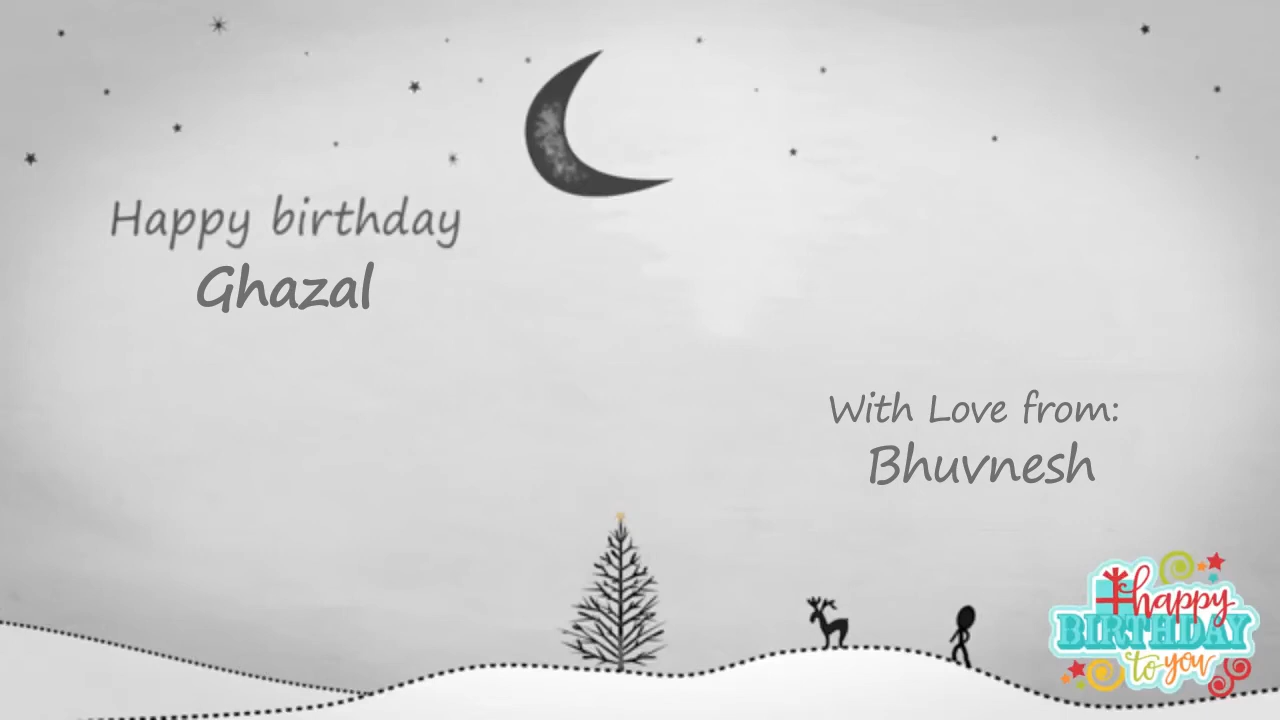 Happy birthday
Ghazal
With Love from:
Bhuvnesh
happy
BIRTHDAY
to you